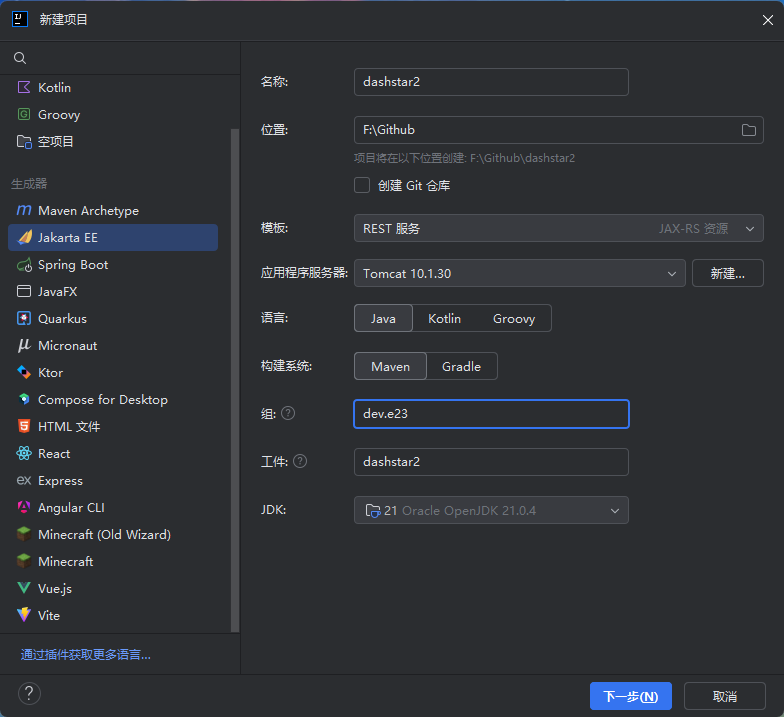 新建项目
Kotlin
Groovy
空项目
生成器
Maven Archetype
Jakarta EE
Spring Boot
JavaFX
Quarkus
Micronaut
Ktor
Compose for Desktop
HTML 文件
React
Express
Angular CLI
Minecraft (Old Wizard)
Minecraft
Vue.js
Vite
通过插件获取更多语言...
名称: dashstar2
位置: F:\Github
项目将在以下位置创建: F:\Github\dashstar2
创建 Git 仓库
模板: REST 服务 JAX-RS 资源
应用程序服务器: Tomcat 10.1.30 新建...
语言: Java Kotlin Groovy
构建系统: Maven Gradle
组: ? dev.e23
工件: ? dashstar2
JDK: 21 Oracle OpenJDK 21.0.4
? 下一步(N) 取消